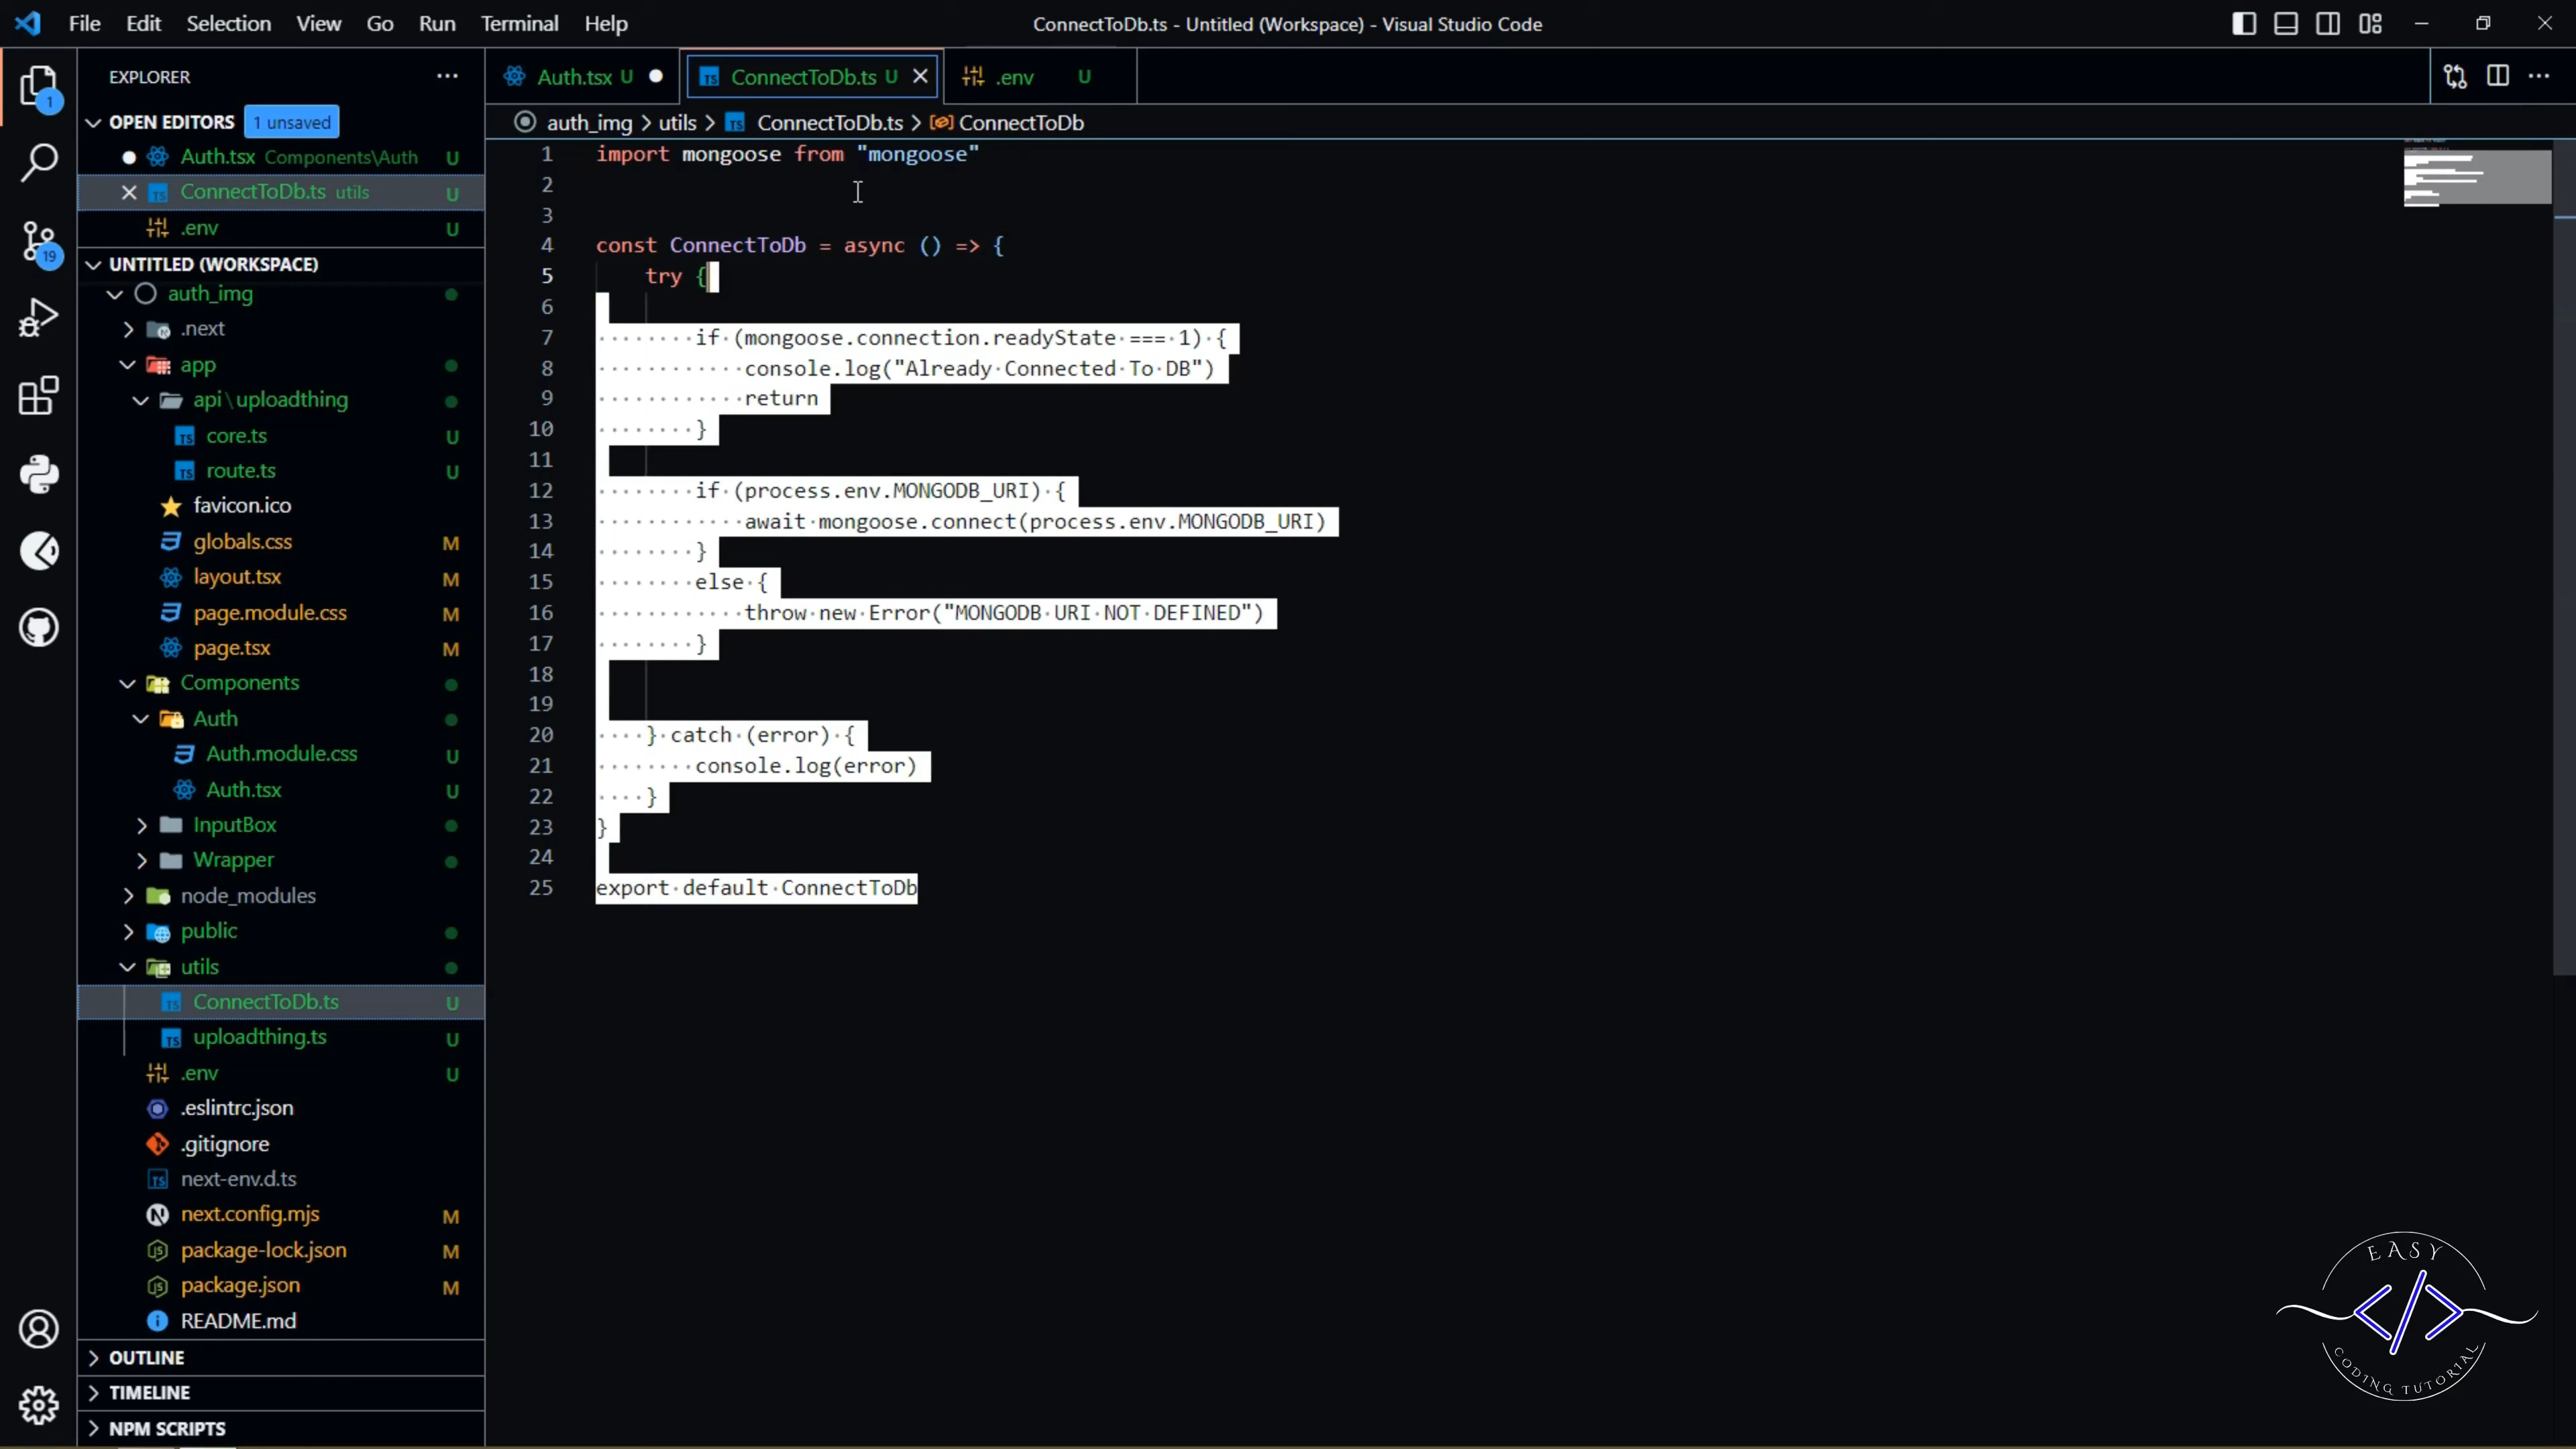 File Edit Selection View Go Run Terminal Help
ConnectToDb.ts - Untitled (Workspace) - Visual Studio Code
EXPLORER
OPEN EDITORS 1 unsaved
Auth.tsx Components\Auth U
ConnectToDb.ts utils U
.env U
UNTITLED (WORKSPACE)
auth_img
.next
app
api\uploadthing
core.ts U
route.ts U
favicon.ico
globals.css M
layout.tsx M
page.module.css M
page.tsx M
Components
Auth
Auth.module.css U
Auth.tsx U
InputBox
Wrapper
node_modules
public
utils
ConnectToDb.ts U
uploadthing.ts U
.env U
.eslintrc.json
.gitignore
next-env.d.ts
next.config.mjs M
package-lock.json M
package.json M
README.md
OUTLINE
TIMELINE
NPM SCRIPTS
1
19
Auth.tsx U
ConnectToDb.ts U
.env U
auth_img > utils > TS ConnectToDb.ts > ConnectToDb
1 import mongoose from "mongoose"
2
3
4 const ConnectToDb = async () => {
5 try {
6
7 if (mongoose.connection.readyState === 1) {
8 console.log("Already Connected To DB")
9 return
10 }
11
12 if (process.env.MONGODB_URI) {
13 await mongoose.connect(process.env.MONGODB_URI)
14 }
15 else {
16 throw new Error("MONGODB URI NOT DEFINED")
17 }
18
19
20 } catch (error) {
21 console.log(error)
22 }
23 }
24
25 export default ConnectToDb
EASY
</>
CODING TUTORIAL